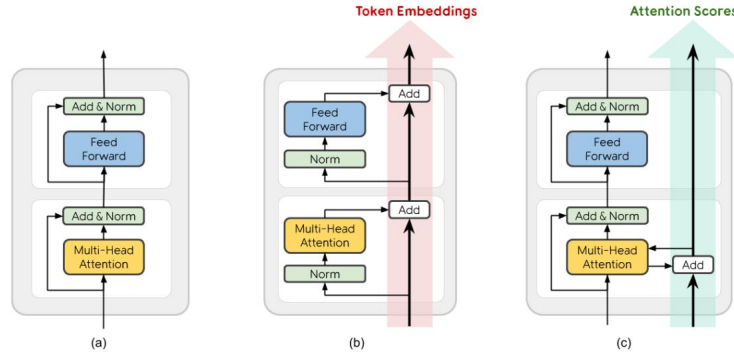 Token Embeddings
Attention Scores
Add & Norm
Feed
Forward
Add & Norm
Multi-Head
Attention
(a)
Add
Feed
Forward
Norm
Add
Multi-Head
Attention
Norm
(b)
Add & Norm
Feed
Forward
Add & Norm
Multi-Head
Attention
Add
(c)